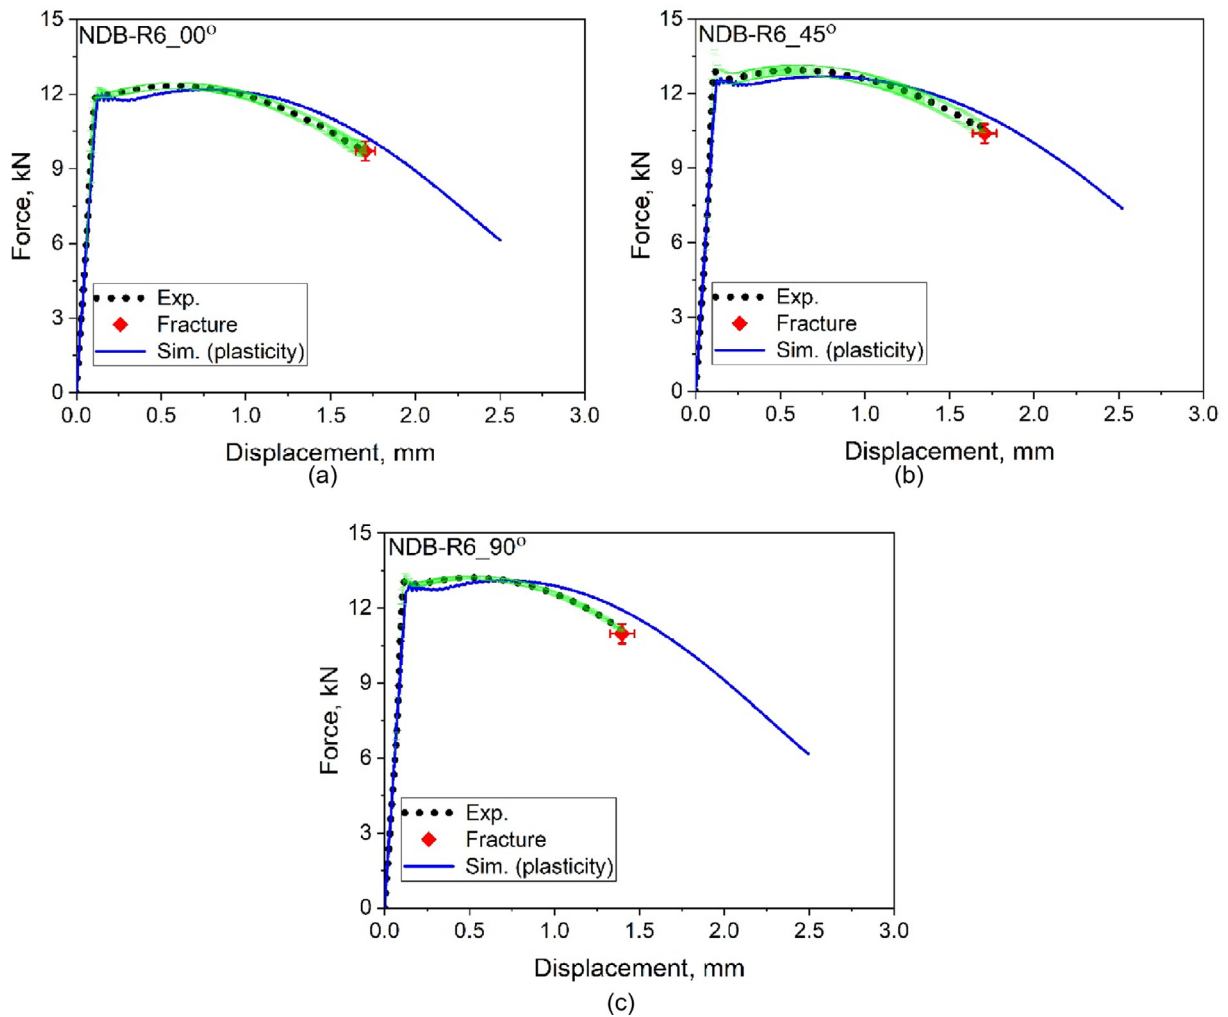 NDB-R6_00°
15
12
9
6
3
0
Force, kN
Exp.
Fracture
Sim. (plasticity)
0.0 0.5 1.0 1.5 2.0 2.5 3.0
Displacement, mm
(a)
NDB-R6_45°
15
12
9
6
3
0
Force, kN
Exp.
Fracture
Sim. (plasticity)
0.0 0.5 1.0 1.5 2.0 2.5 3.0
Displacement, mm
(b)
NDB-R6_90°
15
12
9
6
3
0
Force, kN
Exp.
Fracture
Sim. (plasticity)
0.0 0.5 1.0 1.5 2.0 2.5 3.0
Displacement, mm
(c)